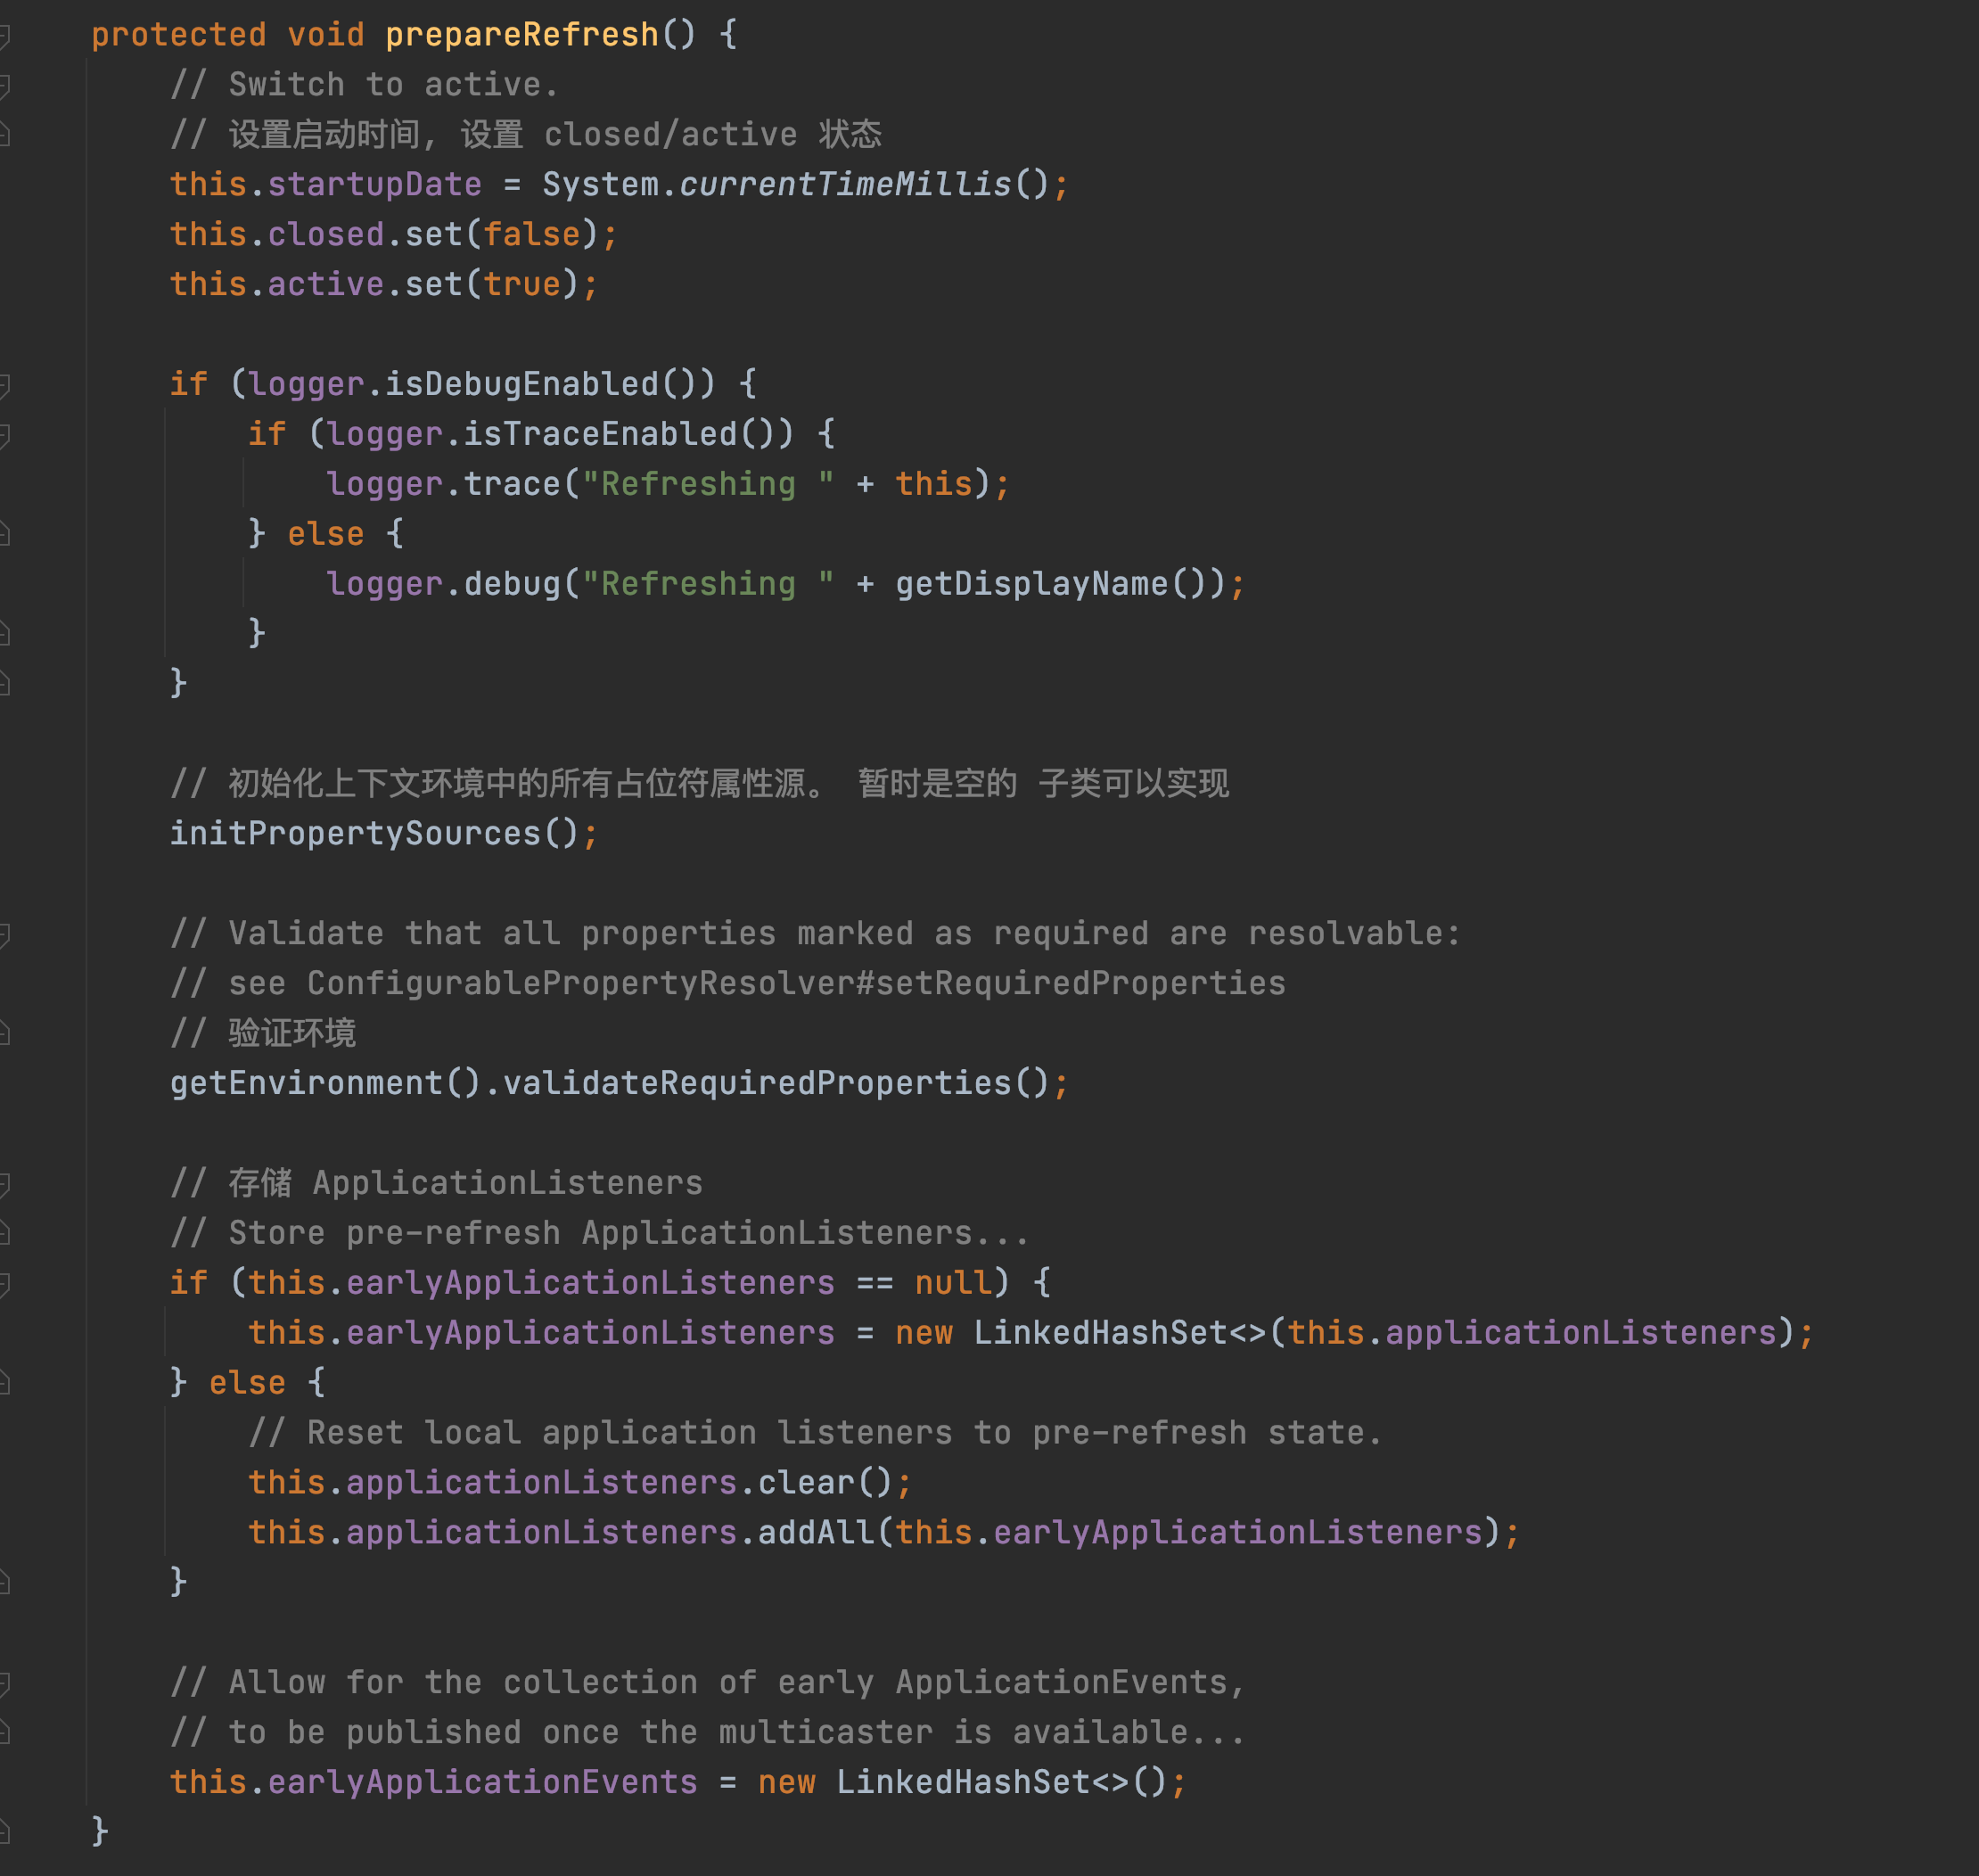 protected void prepareRefresh() {
// Switch to active.
// 设置启动时间, 设置 closed/active 状态
this.startupDate = System.currentTimeMillis();
this.closed.set(false);
this.active.set(true);
if (logger.isDebugEnabled()) {
if (logger.isTraceEnabled()) {
logger.trace("Refreshing " + this);
} else {
logger.debug("Refreshing " + getDisplayName());
}
}
// 初始化上下文环境中的所有占位符属性源。 暂时是空的 子类可以实现
initPropertySources();
// Validate that all properties marked as required are resolvable:
// see ConfigurablePropertyResolver#setRequiredProperties
// 验证环境
getEnvironment().validateRequiredProperties();
// 存储 ApplicationListeners
// Store pre-refresh ApplicationListeners...
if (this.earlyApplicationListeners == null) {
this.earlyApplicationListeners = new LinkedHashSet<>(this.applicationListeners);
} else {
// Reset local application listeners to pre-refresh state.
this.applicationListeners.clear();
this.applicationListeners.addAll(this.earlyApplicationListeners);
}
// Allow for the collection of early ApplicationEvents,
// to be published once the multicaster is available...
this.earlyApplicationEvents = new LinkedHashSet<>();
}